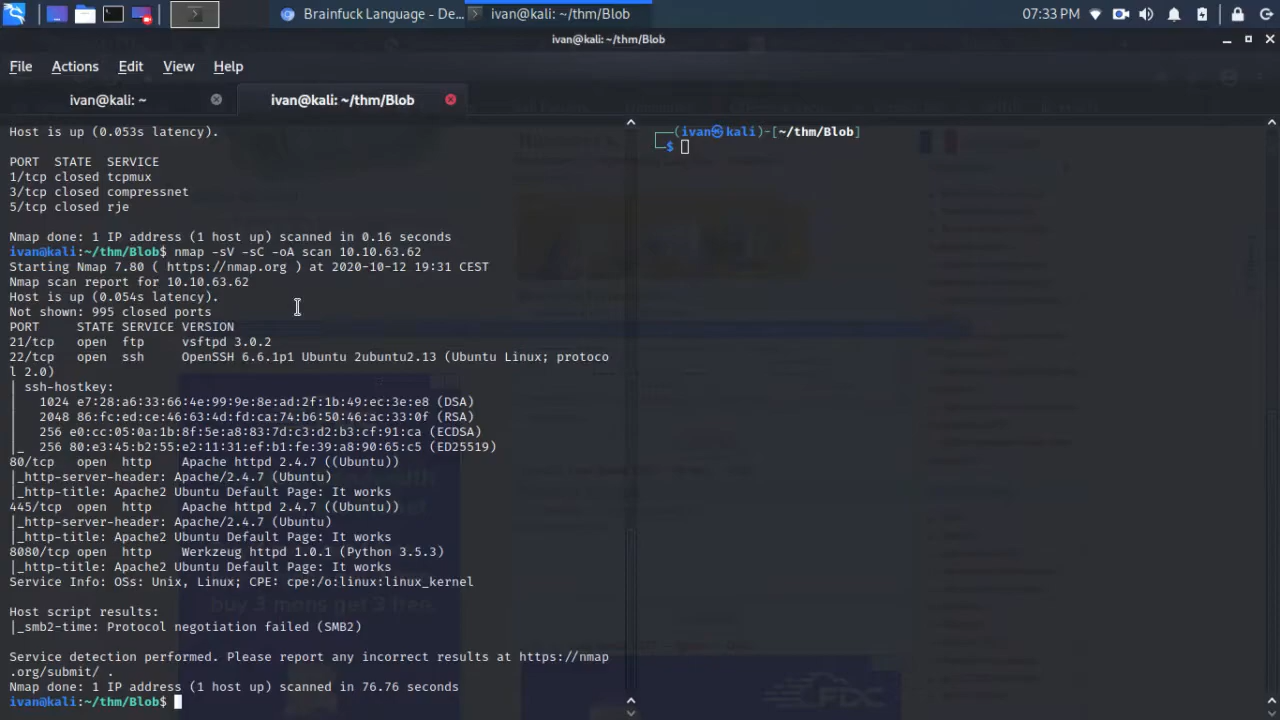 Brainfuck Language - De...
ivan@kali: ~/thm/Blob
07:33 PM
ivan@kali: ~/thm/Blob
File Actions Edit View Help
ivan@kali: ~
ivan@kali: ~/thm/Blob
Host is up (0.053s latency).
PORT STATE SERVICE
1/tcp closed tcpmux
3/tcp closed compressnet
5/tcp closed rje
Nmap done: 1 IP address (1 host up) scanned in 0.16 seconds
ivan@kali:~/thm/Blob$ nmap -sV -sC -oA scan 10.10.63.62
Starting Nmap 7.80 ( https://nmap.org ) at 2020-10-12 19:31 CEST
Nmap scan report for 10.10.63.62
Host is up (0.054s latency).
Not shown: 995 closed ports
PORT STATE SERVICE VERSION
21/tcp open ftp vsftpd 3.0.2
22/tcp open ssh OpenSSH 6.6.1p1 Ubuntu 2ubuntu2.13 (Ubuntu Linux; protoco
l 2.0)
| ssh-hostkey:
| 1024 e7:28:a6:33:66:4e:99:9e:8e:ad:2f:1b:49:ec:3e:e8 (DSA)
| 2048 86:fc:ed:ce:46:63:4d:fd:ca:74:b6:50:46:ac:33:0f (RSA)
| 256 e0:cc:05:0a:1b:8f:5e:a8:83:7d:c3:d2:b3:cf:91:ca (ECDSA)
|_ 256 80:e3:45:b2:55:e2:11:31:ef:b1:fe:39:a8:90:65:c5 (ED25519)
80/tcp open http Apache httpd 2.4.7 ((Ubuntu))
|_http-server-header: Apache/2.4.7 (Ubuntu)
|_http-title: Apache2 Ubuntu Default Page: It works
445/tcp open http Apache httpd 2.4.7 ((Ubuntu))
|_http-server-header: Apache/2.4.7 (Ubuntu)
|_http-title: Apache2 Ubuntu Default Page: It works
8080/tcp open http Werkzeug httpd 1.0.1 (Python 3.5.3)
|_http-title: Apache2 Ubuntu Default Page: It works
Service Info: OSs: Unix, Linux; CPE: cpe:/o:linux:linux_kernel
Host script results:
|_smb2-time: Protocol negotiation failed (SMB2)
Service detection performed. Please report any incorrect results at https://nmap
.org/submit/ .
Nmap done: 1 IP address (1 host up) scanned in 76.76 seconds
ivan@kali:~/thm/Blob$
┌──(ivan㉿kali)-[~/thm/Blob]
└─$
buy 3 mons get 3 free.